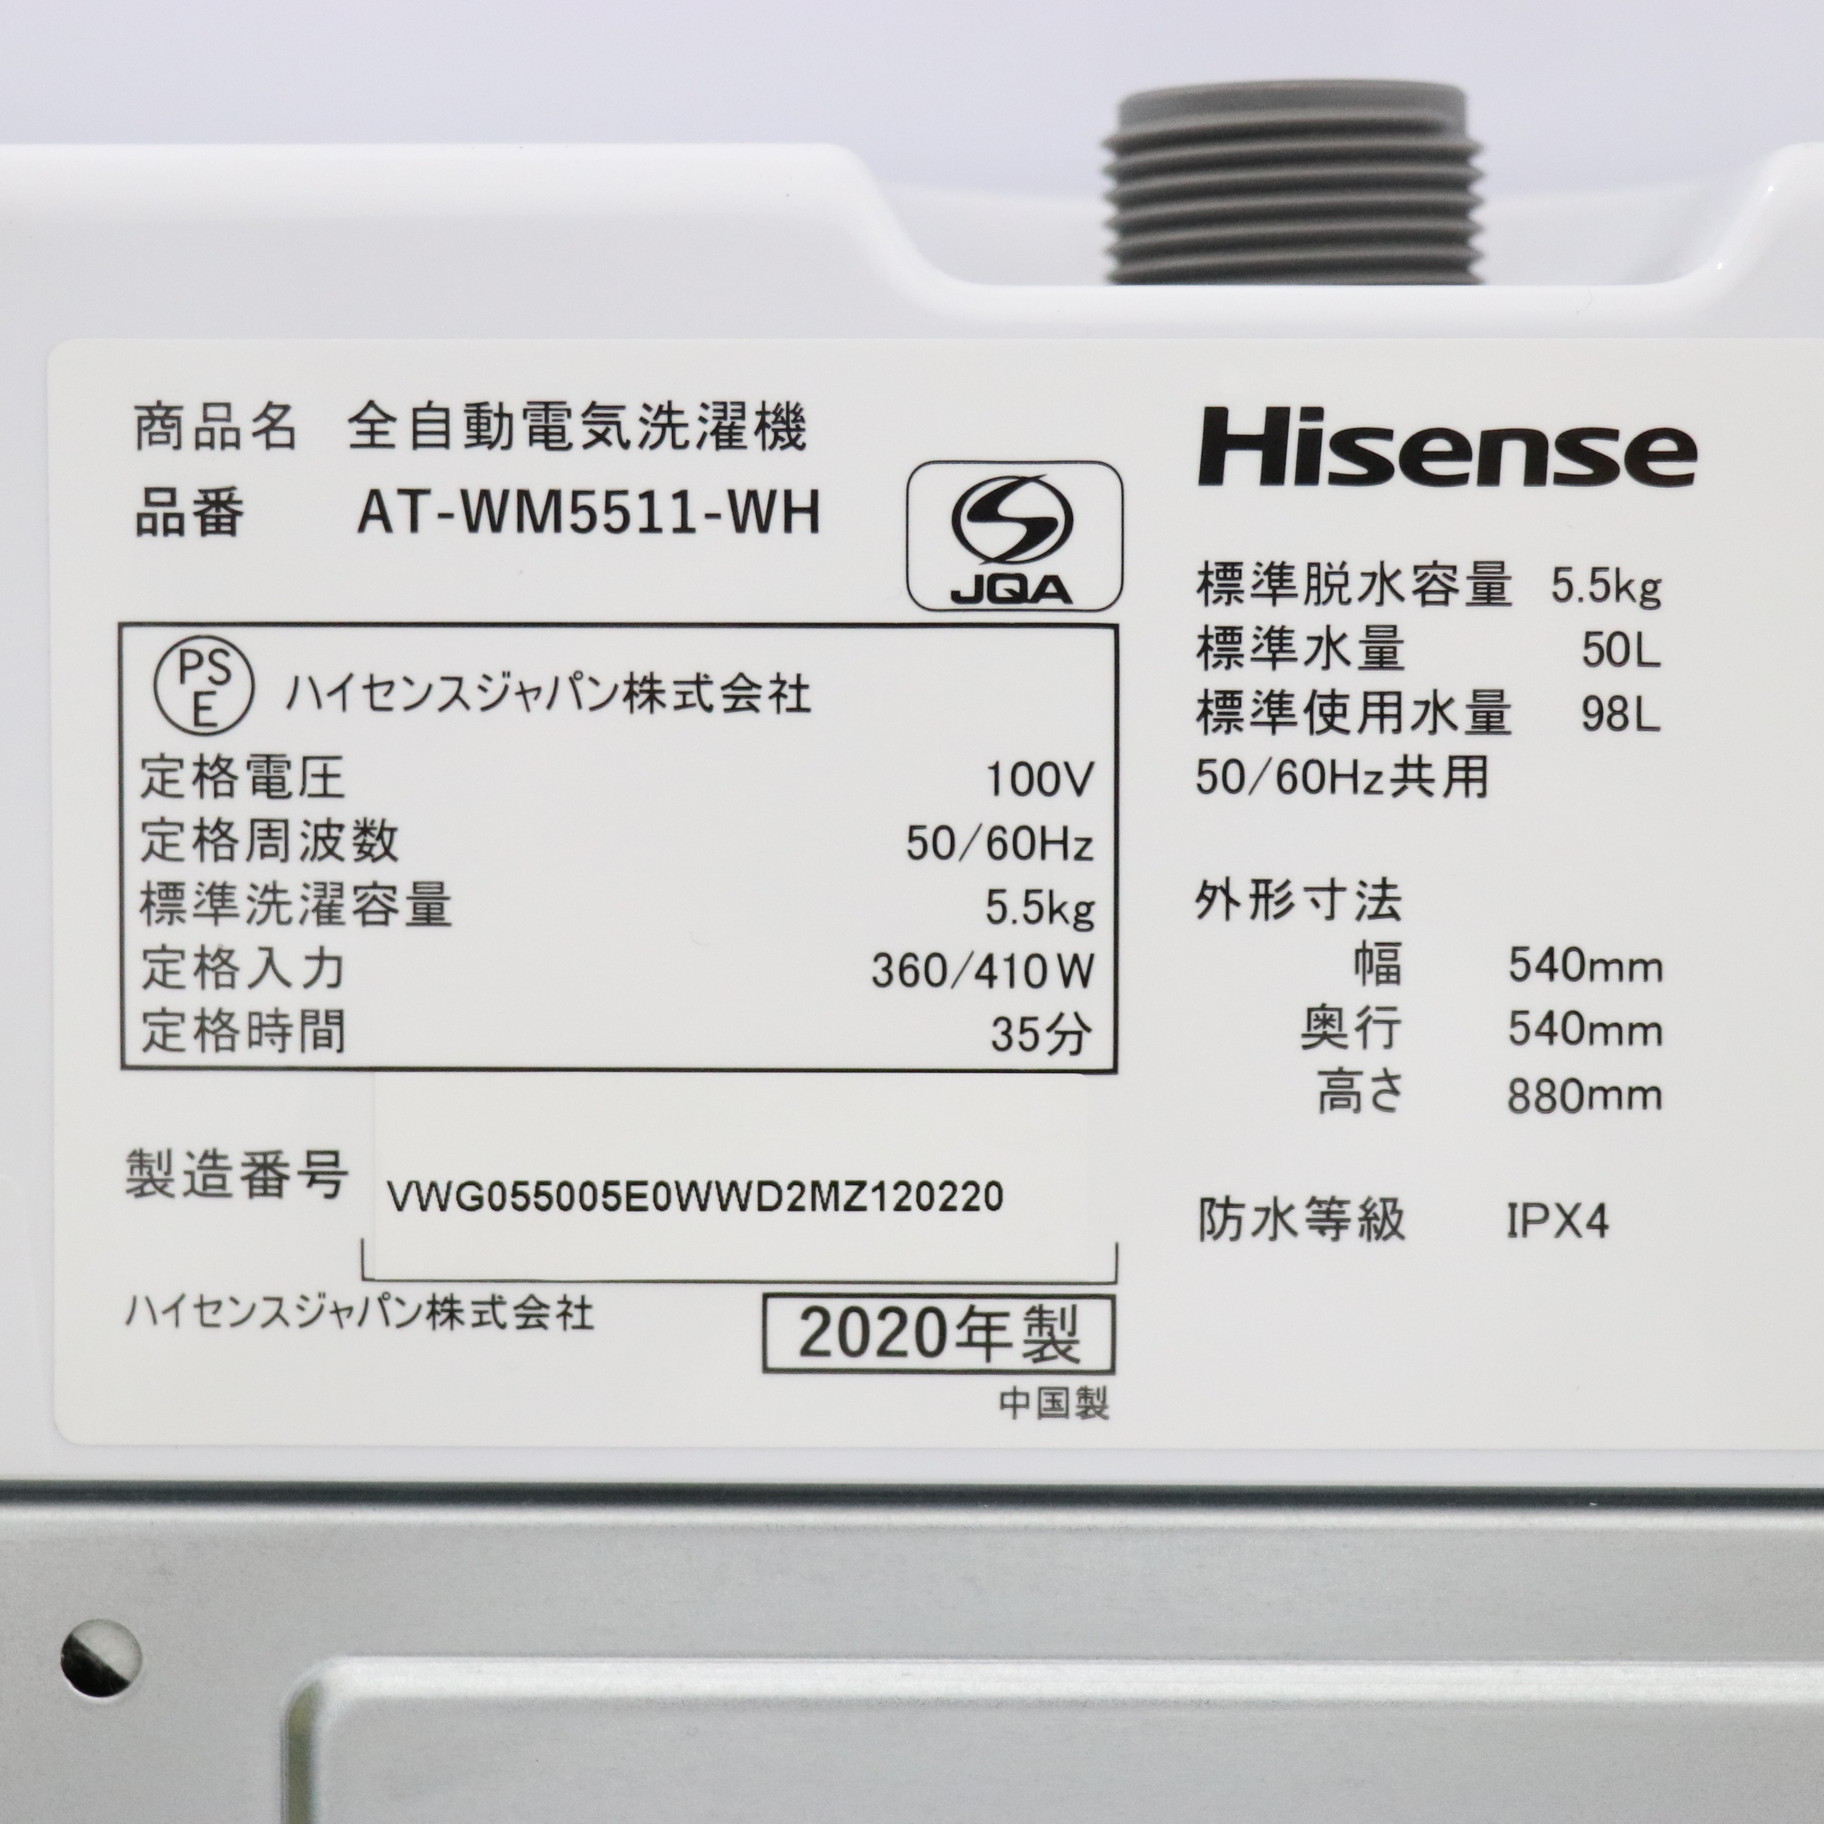 商品名 全自動電気洗濯機
品番 AT-WM5511-WH
JQA
PS
E
ハイセンスジャパン株式会社
定格電圧 100V
定格周波数 50/60Hz
標準洗濯容量 5.5kg
定格入力 360/410W
定格時間 35分
製造番号 VWG055005E0WWD2MZ120220
ハイセンスジャパン株式会社
2020年製
中国製
Hisense
標準脱水容量 5.5kg
標準水量 50L
標準使用水量 98L
50/60Hz共用
外形寸法
幅 540mm
奥行 540mm
高さ 880mm
防水等級 IPX4